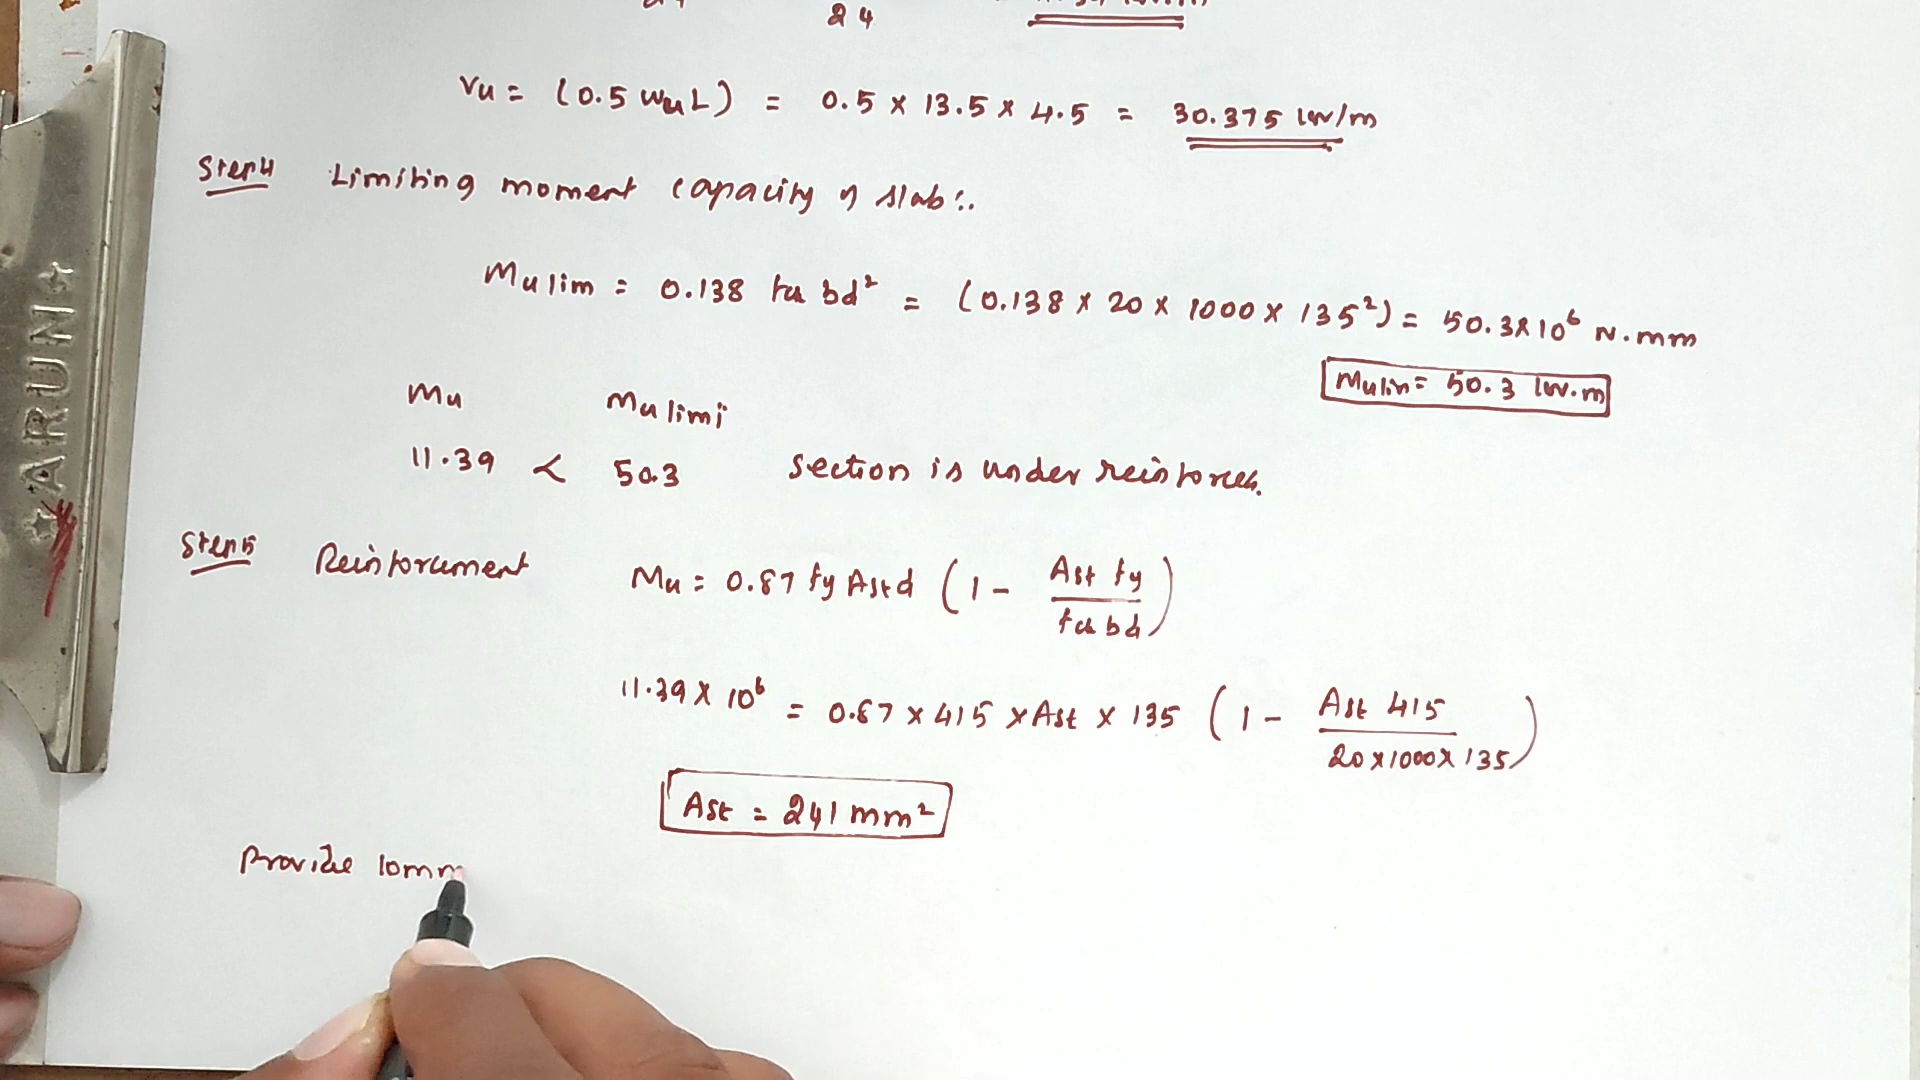 24
Vu = (0.5 WuL) = 0.5 x 13.5 x 4.5 = 30.375 kN/m
Step4 Limiting moment capacity of slab:.
Mulim = 0.138 fck bd² = (0.138 x 20 x 1000 x 135²) = 50.3x10⁶ N.mm
Mulim = 50.3 kN.m
Mu Mulimi
11.39 < 50.3 section is under reinforced.
Step5 Reinforcement Mu = 0.87 fy Ast d (1 - Ast fy / fck bd)
11.39 x 10⁶ = 0.87 x 415 x Ast x 135 (1 - Ast 415 / 20 x 1000 x 135)
Ast = 241 mm²
Provide 10mm
☆ARUN☆